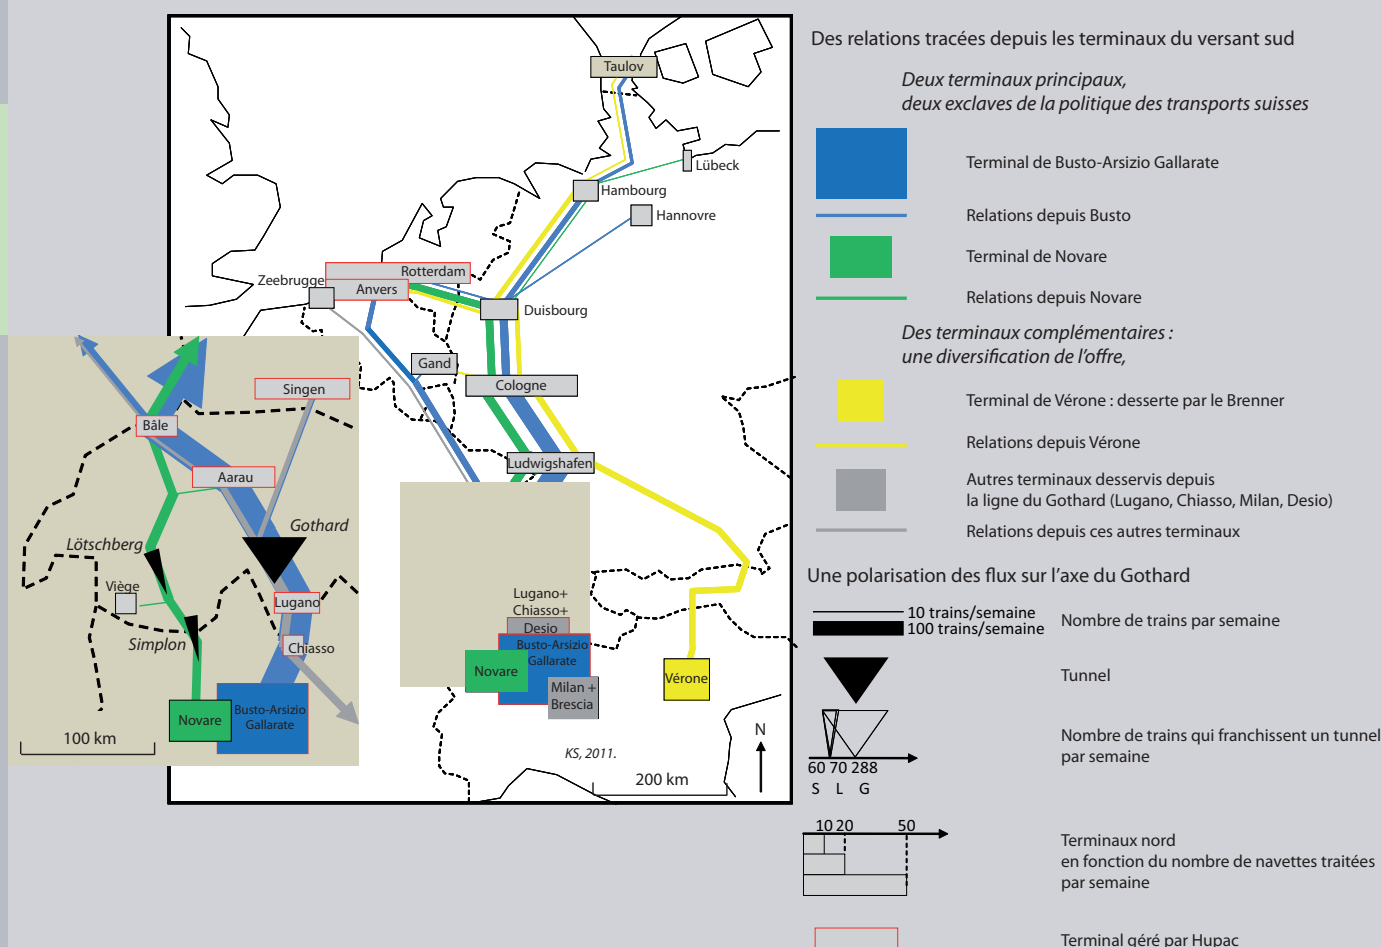 Taulov
Lübeck
Hambourg
Hannovre
Rotterdam
Zeebrugge
Anvers
Duisbourg
Gand
Cologne
Ludwigshafen
Singen
Bâle
Aarau
Gothard
Lötschberg
Viège
Lugano
Simplon
Chiasso
Novare
Busto-Arsizio
Gallarate
100 km
Lugano+
Chiasso+
Desio
Busto-Arsizio
Gallarate
Novare
Milan +
Brescia
Vérone
KS, 2011.
200 km
N
Des relations tracées depuis les terminaux du versant sud
Deux terminaux principaux,
deux exclaves de la politique des transports suisses
Terminal de Busto-Arsizio Gallarate
Relations depuis Busto
Terminal de Novare
Relations depuis Novare
Des terminaux complémentaires :
une diversification de l'offre,
Terminal de Vérone : desserte par le Brenner
Relations depuis Vérone
Autres terminaux desservis depuis
la ligne du Gothard (Lugano, Chiasso, Milan, Desio)
Relations depuis ces autres terminaux
Une polarisation des flux sur l'axe du Gothard
10 trains/semaine
100 trains/semaine
Nombre de trains par semaine
Tunnel
Nombre de trains qui franchissent un tunnel
par semaine
60 70 288
S L G
10 20 50
Terminaux nord
en fonction du nombre de navettes traitées
par semaine
Terminal géré par Hupac